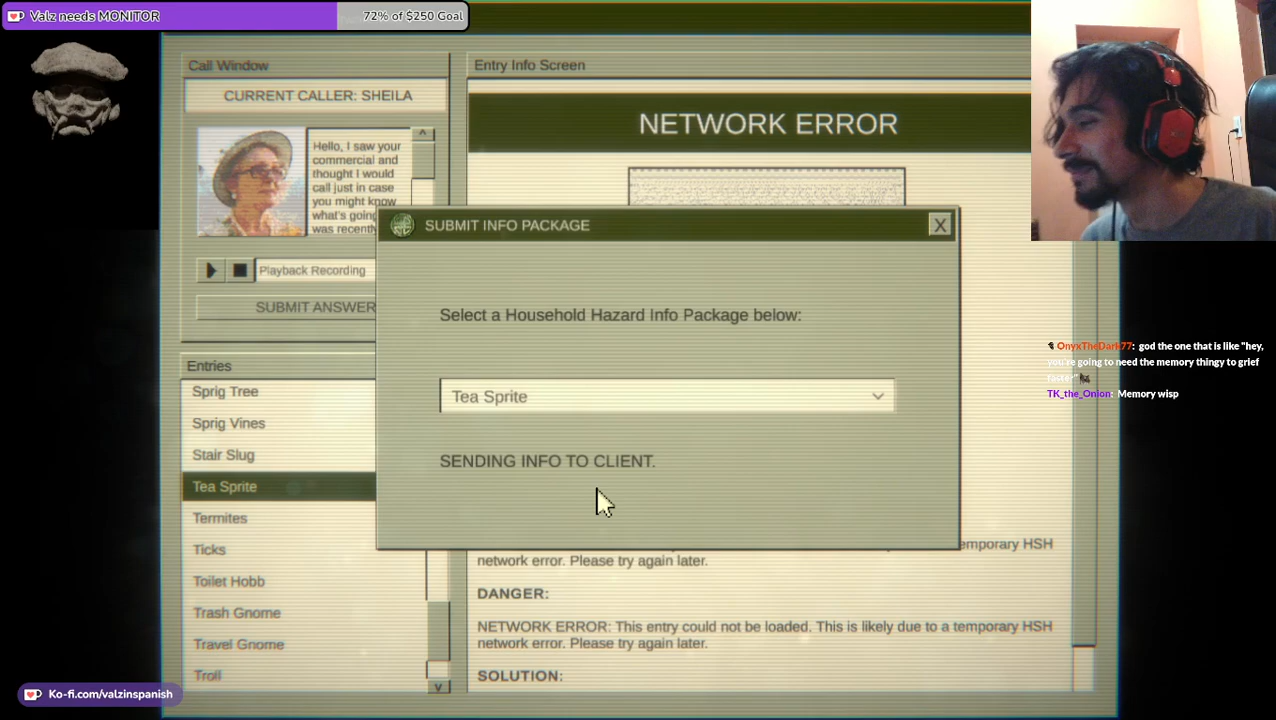 Valz needs MONITOR
72% of $250 Goal
Call Window
CURRENT CALLER: SHEILA
Hello, I saw your
commercial and
thought I would
call just in case
you might know
what's going
was recently
Playback Recording
SUBMIT ANSWER
Entries
Sprig Tree
Sprig Vines
Stair Slug
Tea Sprite
Termites
Ticks
Toilet Hobb
Trash Gnome
Travel Gnome
Troll
Entry Info Screen
NETWORK ERROR
SUBMIT INFO PACKAGE
X
Select a Household Hazard Info Package below:
Tea Sprite
SENDING INFO TO CLIENT.
emporary HSH
network error. Please try again later.
DANGER:
NETWORK ERROR: This entry could not be loaded. This is likely due to a temporary HSH
network error. Please try again later.
SOLUTION:
OnyxTheDark77: god the one that is like "hey,
you're going to need the memory thingy to grief
faster"
TK_the_Onion: Memory wisp
Ko-fi.com/valzinspanish